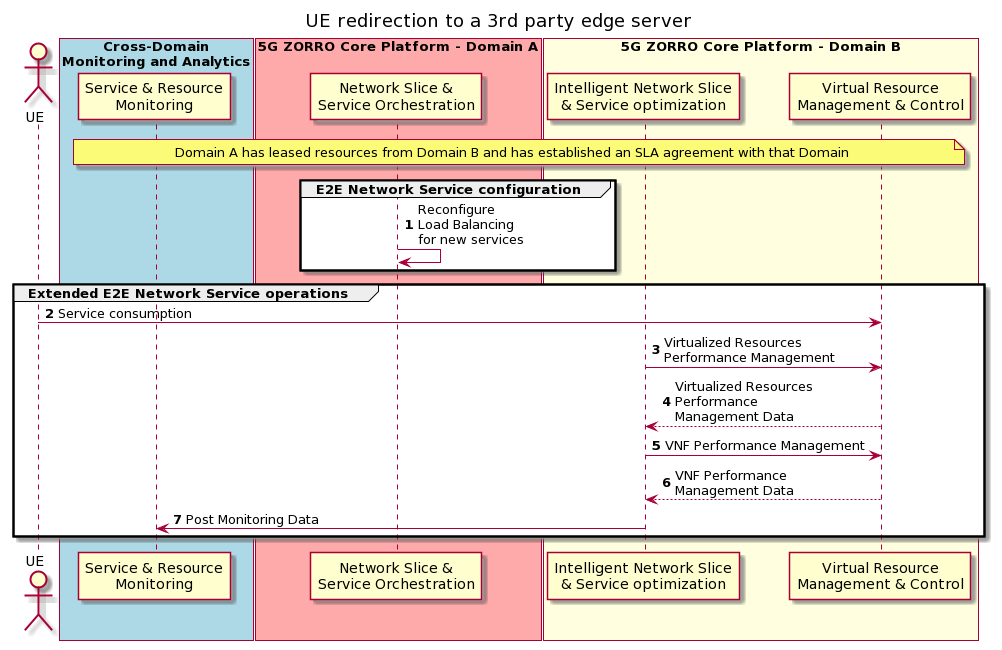 UE redirection to a 3rd party edge server
Cross-Domain
Monitoring and Analytics
5G ZORRO Core Platform - Domain A
5G ZORRO Core Platform - Domain B
UE
Service & Resource
Monitoring
Network Slice &
Service Orchestration
Intelligent Network Slice
& Service optimization
Virtual Resource
Management & Control
Domain A has leased resources from Domain B and has established an SLA agreement with that Domain
E2E Network Service configuration
1 Reconfigure
Load Balancing
for new services
Extended E2E Network Service operations
2 Service consumption
3 Virtualized Resources
Performance Management
4 Virtualized Resources
Performance
Management Data
5 VNF Performance Management
6 VNF Performance
Management Data
7 Post Monitoring Data
UE
Service & Resource
Monitoring
Network Slice &
Service Orchestration
Intelligent Network Slice
& Service optimization
Virtual Resource
Management & Control